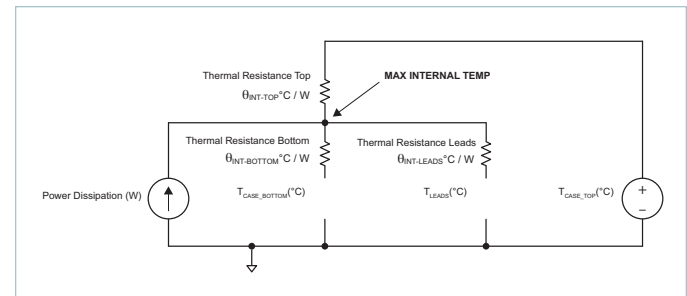 Thermal Resistance Top
θINT-TOP°C / W
MAX INTERNAL TEMP
Thermal Resistance Bottom
θINT-BOTTOM°C / W
Thermal Resistance Leads
θINT-LEADS°C / W
Power Dissipation (W)
TCASE_BOTTOM(°C)
TLEADS(°C)
TCASE_TOP(°C)
+
–